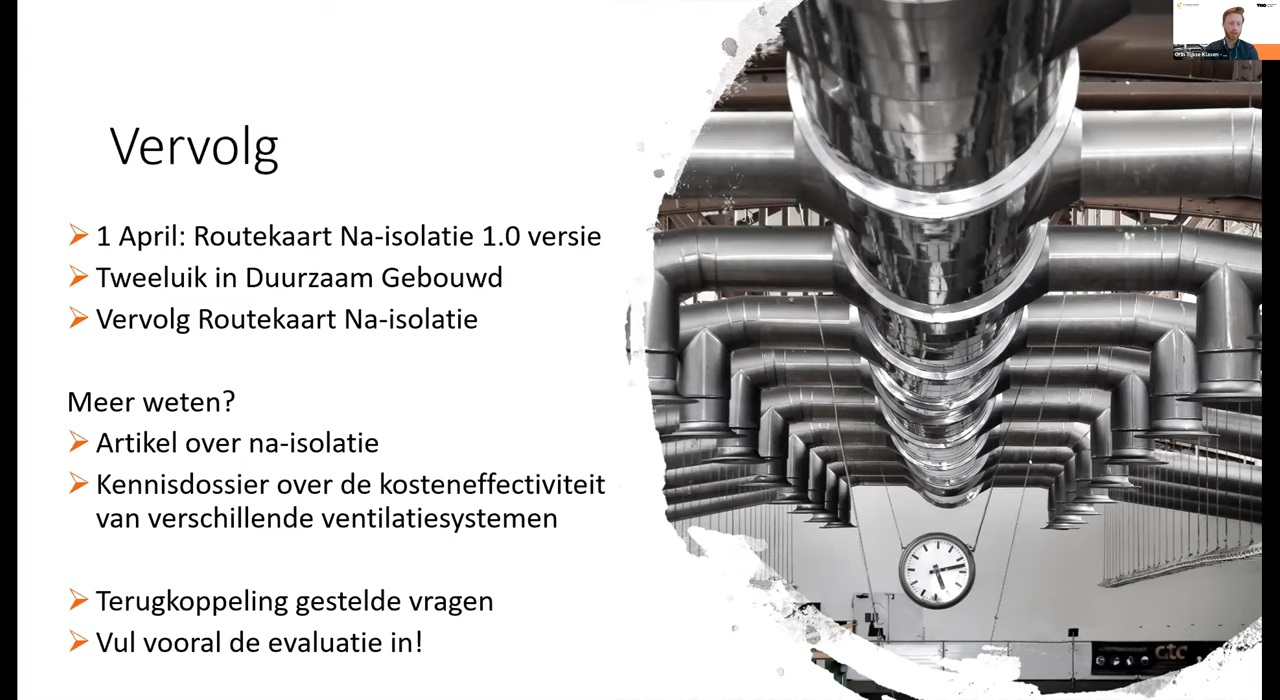 Vervolg
1 April: Routekaart Na-isolatie 1.0 versie
Tweeluik in Duurzaam Gebouwd
Vervolg Routekaart Na-isolatie
Meer weten?
Artikel over na-isolatie
Kennisdossier over de kosteneffectiviteit
van verschillende ventilatiesystemen
Terugkoppeling gestelde vragen
Vul vooral de evaluatie in!
TNO